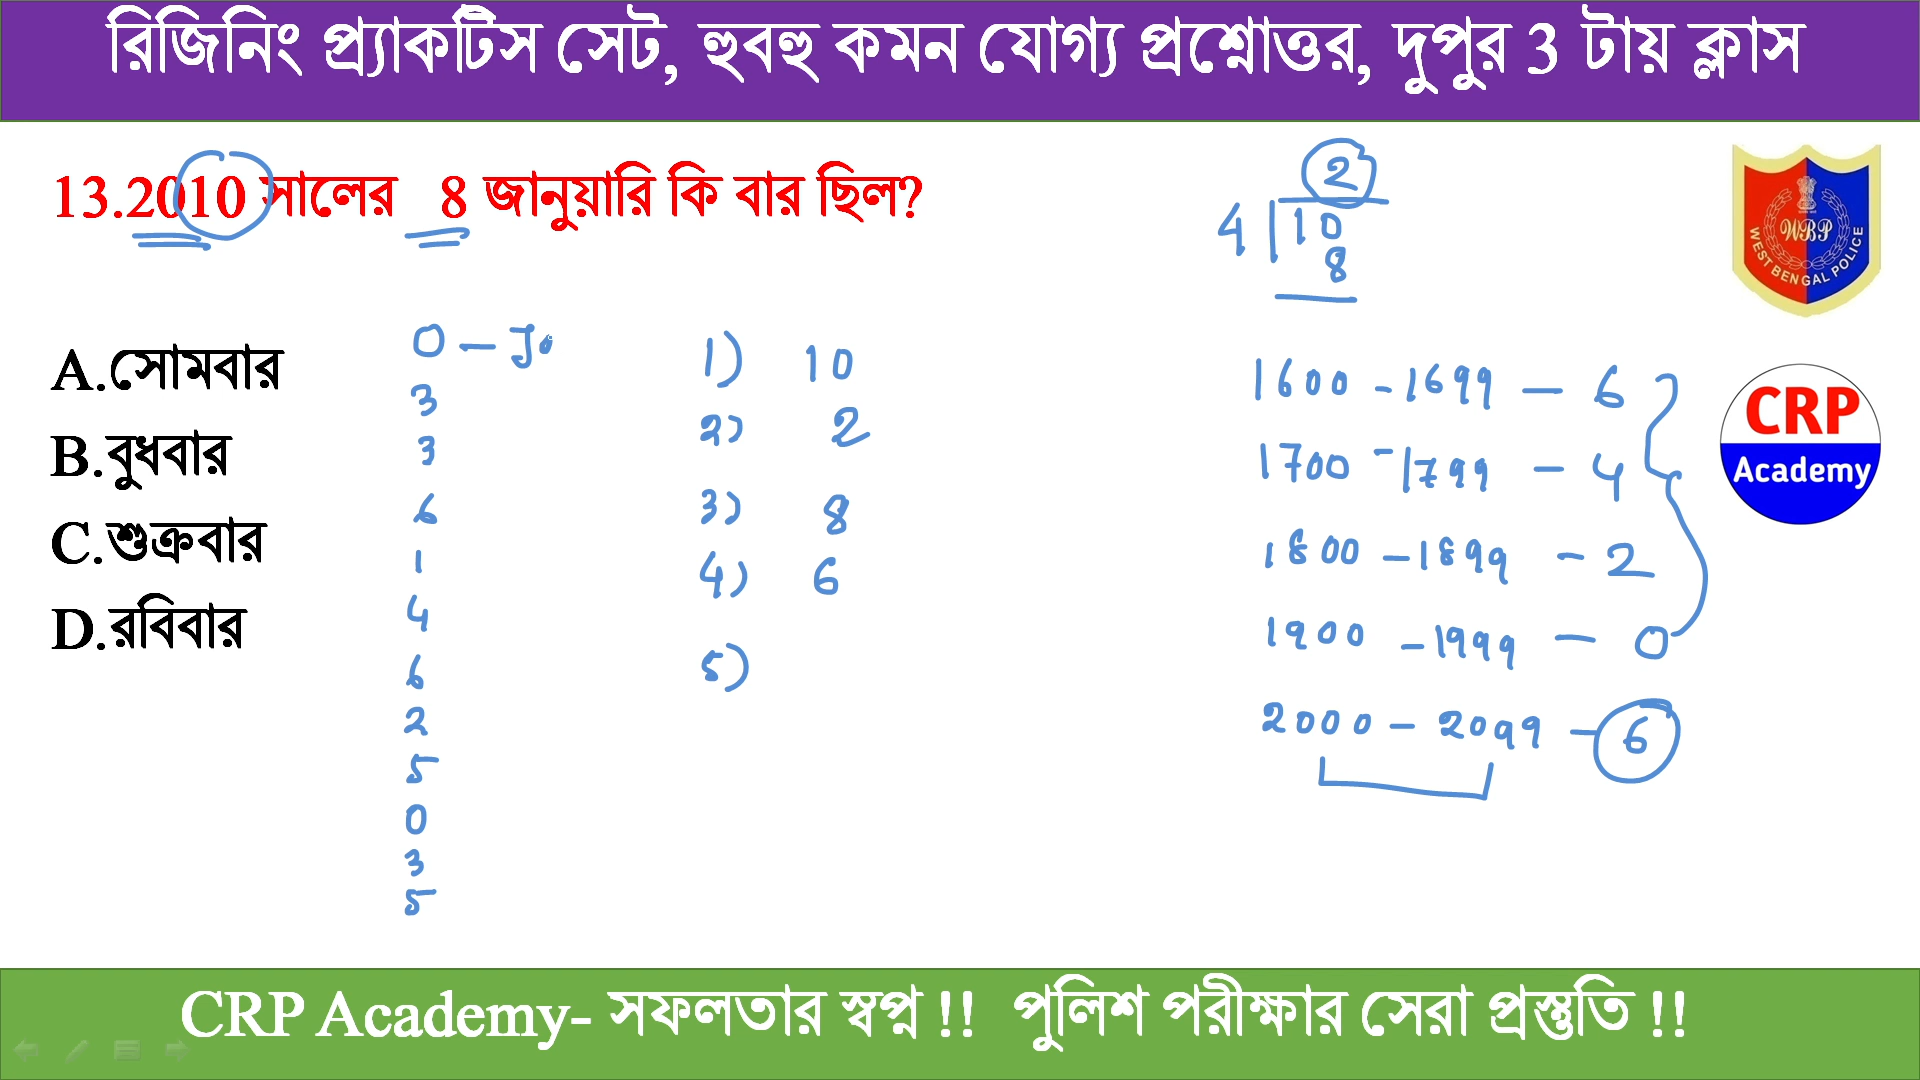 রিজিনিং প্র্যাকটিস সেট, হুবহু কমন যোগ্য প্রশ্নোত্তর, দুপুর 3 টায় ক্লাস
13.2010 সালের 8 জানুয়ারি কি বার ছিল?
A.সোমবার
B.বুধবার
C.শুক্রবার
D.রবিবার
0 -
3
3
6
1
4
6
2
5
0
3
5
1) 10
2) 2
3) 8
4) 6
5)
2
4 10
8
1600 - 1699 - 6
1700 - 1799 - 4
1800 - 1899 - 2
1900 - 1999 - 0
2000 - 2099 - 6
WBP
WEST BENGAL POLICE
CRP
Academy
CRP Academy- সফলতার স্বপ্ন !! পুলিশ পরীক্ষার সেরা প্রস্তুতি !!